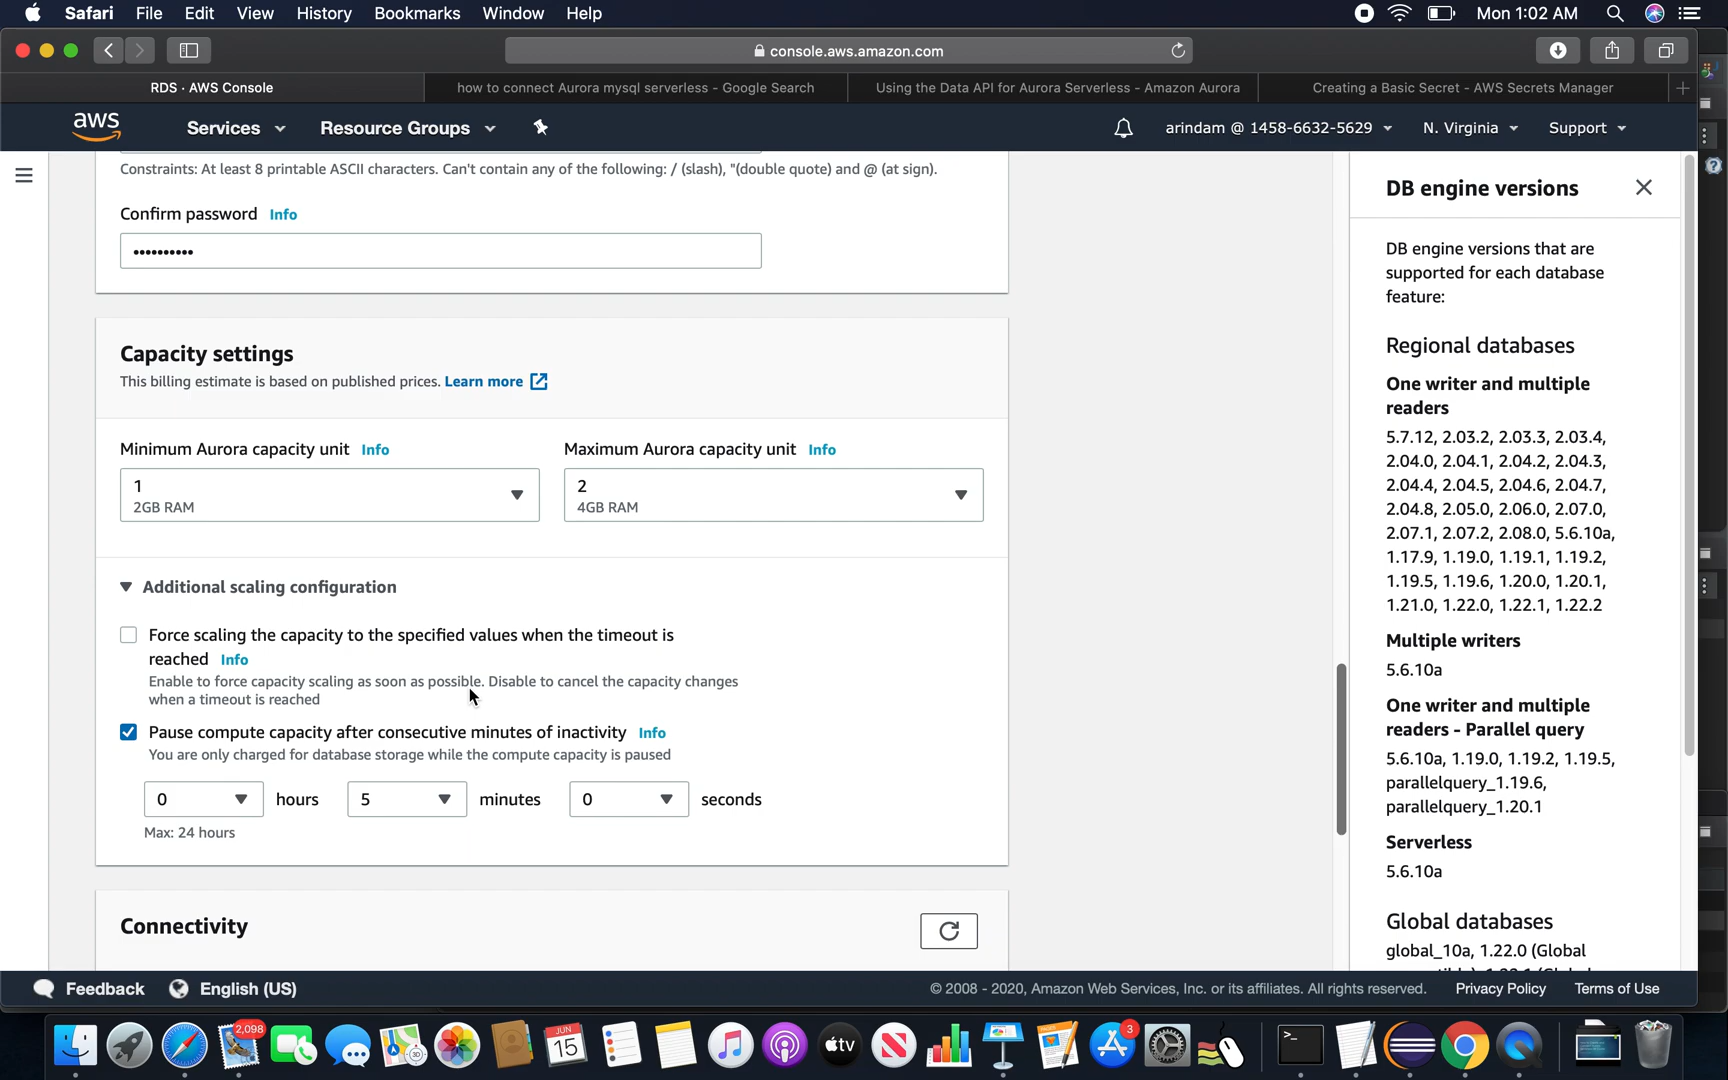 Safari File Edit View History Bookmarks Window Help Mon 1:02 AM
console.aws.amazon.com
RDS · AWS Console
how to connect Aurora mysql serverless - Google Search
Using the Data API for Aurora Serverless - Amazon Aurora
Creating a Basic Secret - AWS Secrets Manager
aws Services Resource Groups arindam @ 1458-6632-5629 N. Virginia Support
Constraints: At least 8 printable ASCII characters. Can't contain any of the following: / (slash), "(double quote) and @ (at sign).
Confirm password Info
••••••••••
Capacity settings
This billing estimate is based on published prices. Learn more
Minimum Aurora capacity unit Info
1
2GB RAM
Maximum Aurora capacity unit Info
2
4GB RAM
Additional scaling configuration
Force scaling the capacity to the specified values when the timeout is
reached Info
Enable to force capacity scaling as soon as possible. Disable to cancel the capacity changes
when a timeout is reached
Pause compute capacity after consecutive minutes of inactivity Info
You are only charged for database storage while the compute capacity is paused
0 hours 5 minutes 0 seconds
Max: 24 hours
Connectivity
DB engine versions
DB engine versions that are
supported for each database
feature:
Regional databases
One writer and multiple
readers
5.7.12, 2.03.2, 2.03.3, 2.03.4,
2.04.0, 2.04.1, 2.04.2, 2.04.3,
2.04.4, 2.04.5, 2.04.6, 2.04.7,
2.04.8, 2.05.0, 2.06.0, 2.07.0,
2.07.1, 2.07.2, 2.08.0, 5.6.10a,
1.17.9, 1.19.0, 1.19.1, 1.19.2,
1.19.5, 1.19.6, 1.20.0, 1.20.1,
1.21.0, 1.22.0, 1.22.1, 1.22.2
Multiple writers
5.6.10a
One writer and multiple
readers - Parallel query
5.6.10a, 1.19.0, 1.19.2, 1.19.5,
parallelquery_1.19.6,
parallelquery_1.20.1
Serverless
5.6.10a
Global databases
global_10a, 1.22.0 (Global
Feedback English (US) © 2008 - 2020, Amazon Web Services, Inc. or its affiliates. All rights reserved. Privacy Policy Terms of Use
2,098
3D
JUN
15
tv
PAGES
3